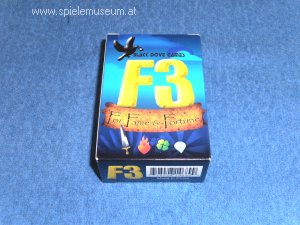 www.spielemuseum.at
BLACK DOVE GAMES
F3
For Fame & Fortune
F3